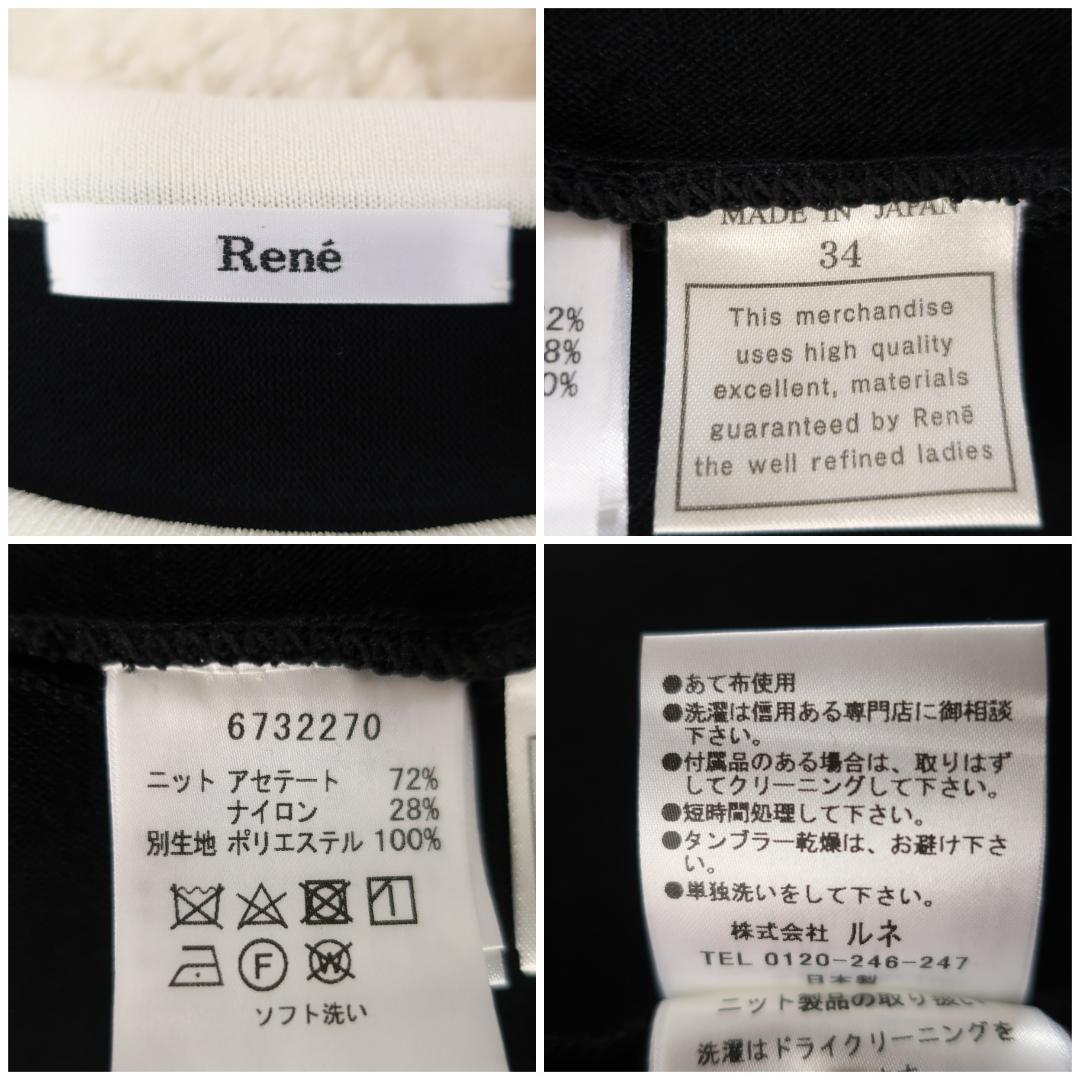 René
MADE IN JAPAN
34
This merchandise
uses high quality
excellent, materials
guaranteed by René
the well refined ladies
2%
8%
0%
6732270
ニット アセテート 72%
ナイロン 28%
別生地 ポリエステル 100%
F
W
ソフト洗い
●あて布使用
●洗濯は信用ある専門店に御相談
下さい。
●付属品のある場合は、取りはず
してクリーニングして下さい。
●短時間処理して下さい。
●タンブラー乾燥は、お避け下さ
い。
●単独洗いをして下さい。
株式会社 ルネ
TEL 0120-246-247
日本製
ニット製品の取り扱い
洗濯はドライクリーニングを